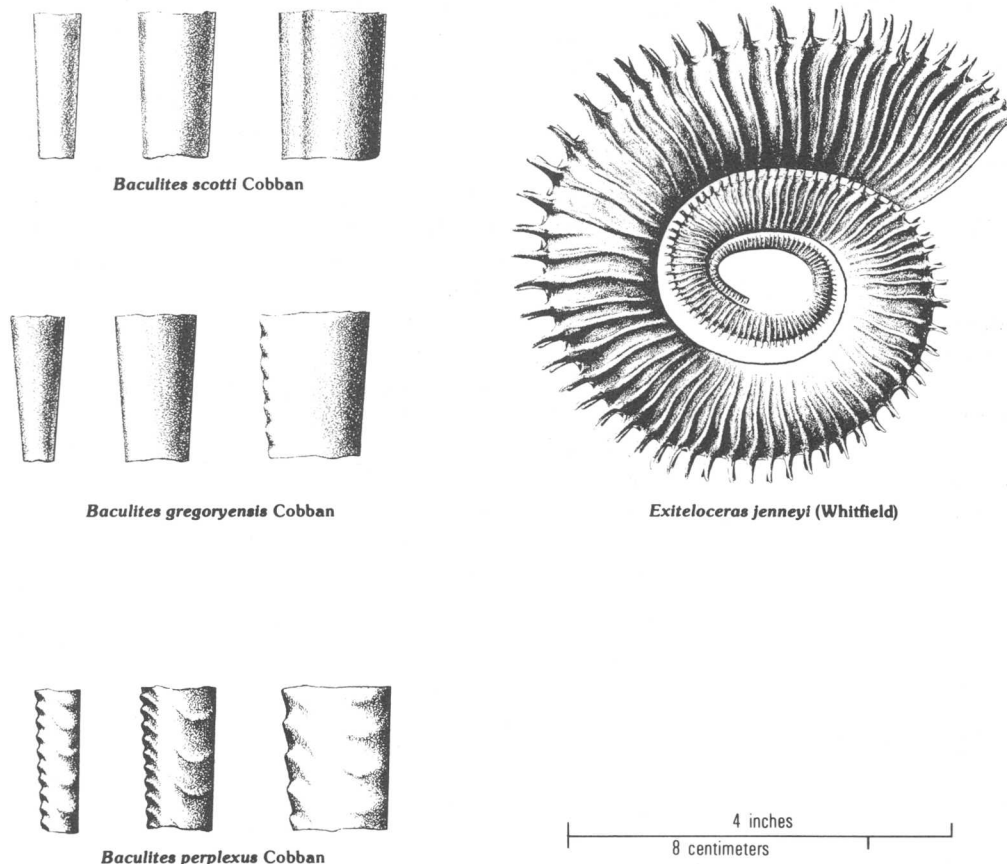 Baculites scotti Cobban
Baculites gregoryensis Cobban
Exiteloceras jenneyi (Whitfield)
Baculites perplexus Cobban
4 inches
8 centimeters